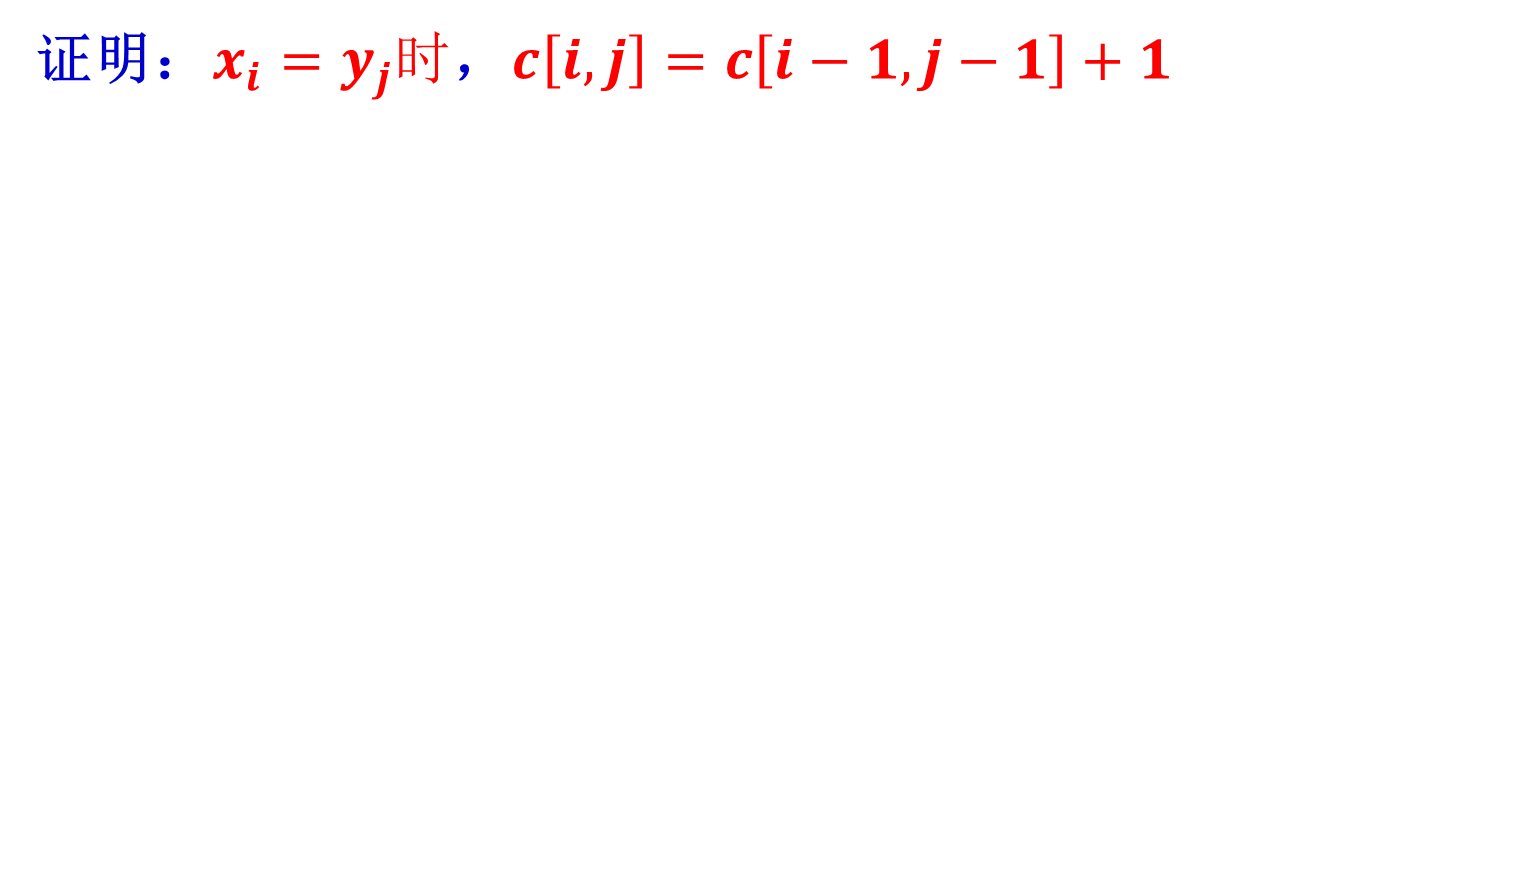 证明：xᵢ = yⱼ时，c[i, j] = c[i − 1, j − 1] + 1